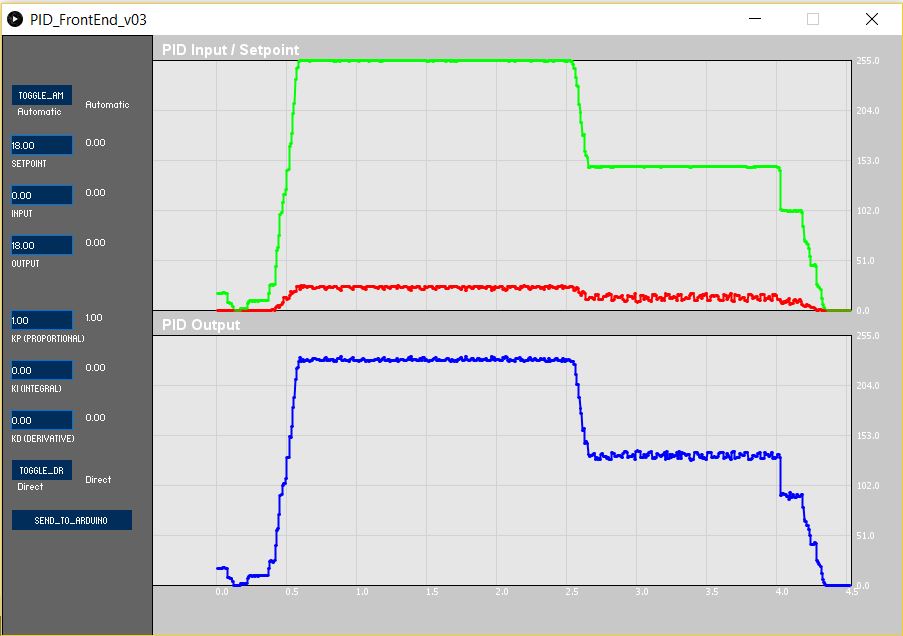 PID_FrontEnd_v03
TOGGLE_AM
Automatic
Automatic
18.00
0.00
SETPOINT
0.00
0.00
INPUT
18.00
0.00
OUTPUT
1.00
1.00
KP (PROPORTIONAL)
0.00
0.00
KI (INTEGRAL)
0.00
0.00
KD (DERIVATIVE)
TOGGLE_DR
Direct
Direct
SEND_TO_ARDUINO
PID Input / Setpoint
255.0
204.0
153.0
102.0
51.0
0.0
PID Output
255.0
204.0
153.0
102.0
51.0
0.0
0.0 0.5 1.0 1.5 2.0 2.5 3.0 3.5 4.0 4.5